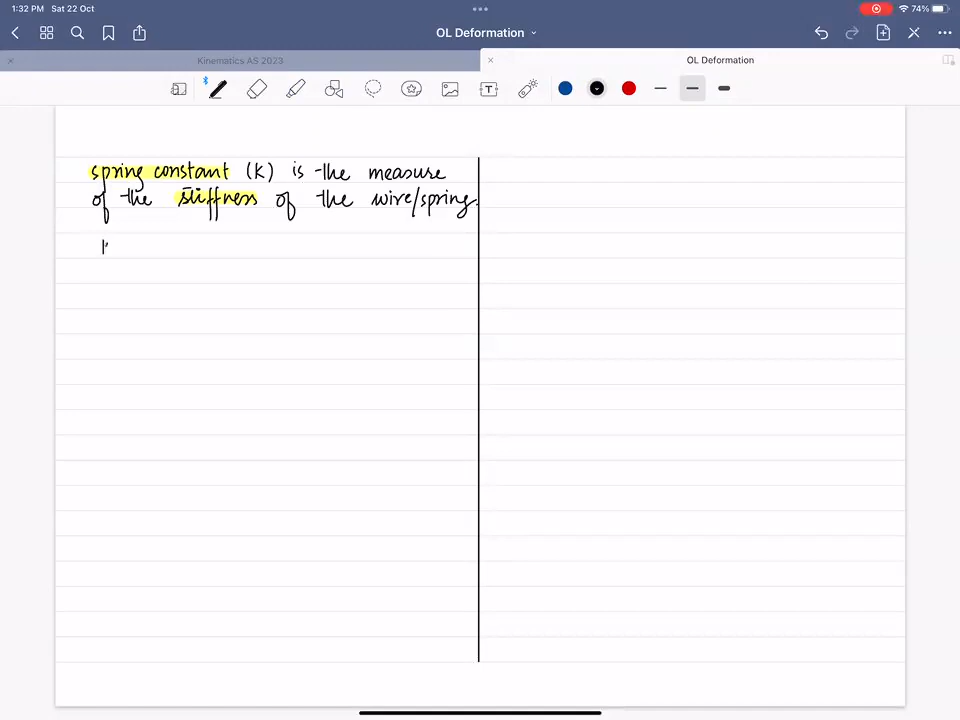 1:32 PM Sat 22 Oct
74%
OL Deformation
Kinematics AS 2023
OL Deformation
T
spring constant (K) is the measure
of the stiffness of the wire/spring.